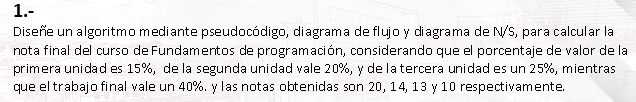 1.-
Diseñe un algoritmo mediante pseudocódigo, diagrama de flujo y diagrama de N/S, para calcular la
nota final del curso de Fundamentos de programación, considerando que el porcentaje de valor de la
primera unidad es 15%, de la segunda unidad vale 20%, y de la tercera unidad es un 25%, mientras
que el trabajo final vale un 40%. y las notas obtenidas son 20, 14, 13 y 10 respectivamente.